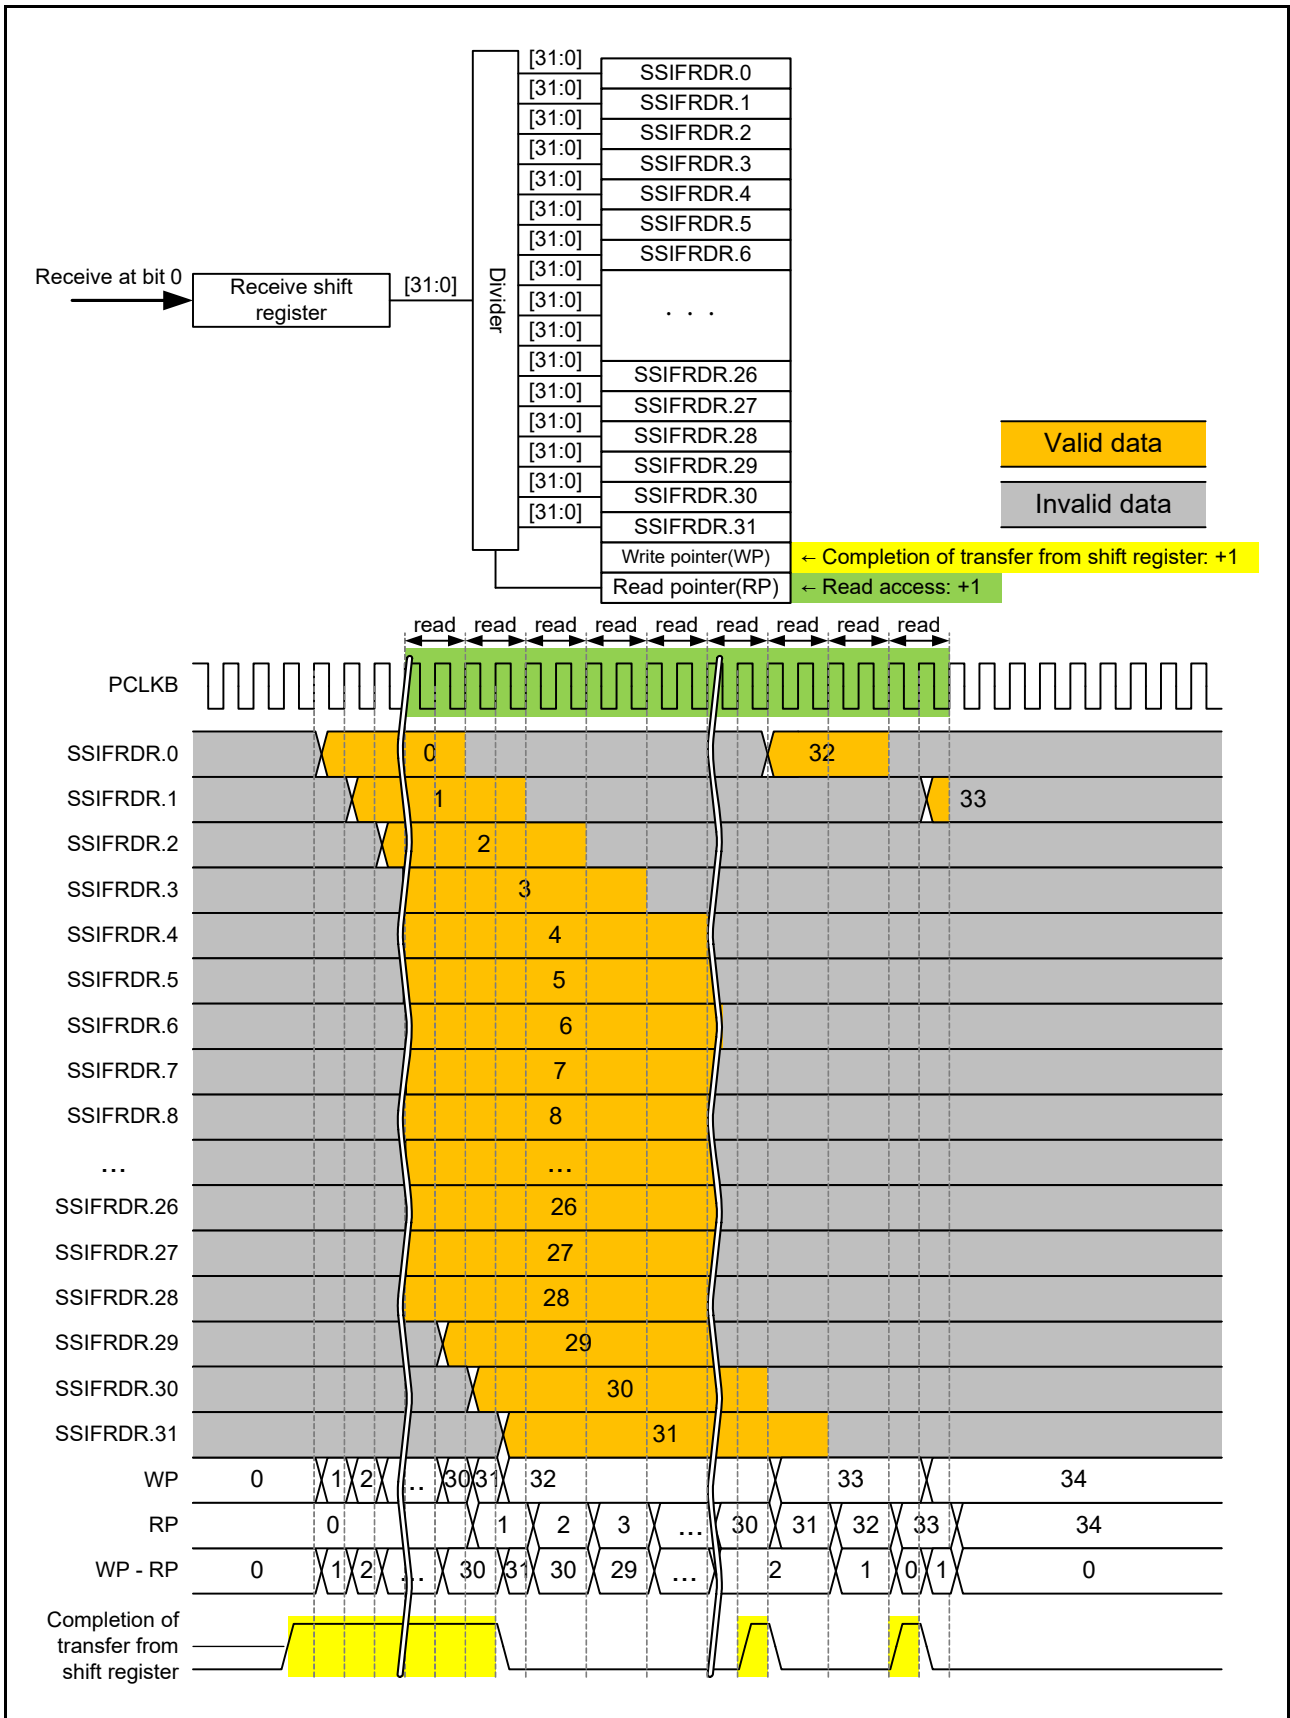 [31:0]
SSIFRDR.0
[31:0]
SSIFRDR.1
[31:0]
SSIFRDR.2
[31:0]
SSIFRDR.3
[31:0]
SSIFRDR.4
[31:0]
SSIFRDR.5
[31:0]
SSIFRDR.6
[31:0]
Receive at bit 0
Receive shift
register
[31:0]
Divider
[31:0]
. . .
[31:0]
[31:0]
SSIFRDR.26
[31:0]
SSIFRDR.27
[31:0]
SSIFRDR.28
[31:0]
SSIFRDR.29
[31:0]
SSIFRDR.30
[31:0]
SSIFRDR.31
Valid data
Invalid data
Write pointer(WP)
← Completion of transfer from shift register: +1
Read pointer(RP)
← Read access: +1
read read read read read read read read read
PCLKB
SSIFRDR.0 0 32
SSIFRDR.1 1 33
SSIFRDR.2 2
SSIFRDR.3 3
SSIFRDR.4 4
SSIFRDR.5 5
SSIFRDR.6 6
SSIFRDR.7 7
SSIFRDR.8 8
... ...
SSIFRDR.26 26
SSIFRDR.27 27
SSIFRDR.28 28
SSIFRDR.29 29
SSIFRDR.30 30
SSIFRDR.31 31
WP 0 1 2 ... 30 31 32 33 34
RP 0 1 2 3 ... 30 31 32 33 34
WP - RP 0 1 2 ... 30 31 30 29 ... 2 1 0 1 0
Completion of
transfer from
shift register